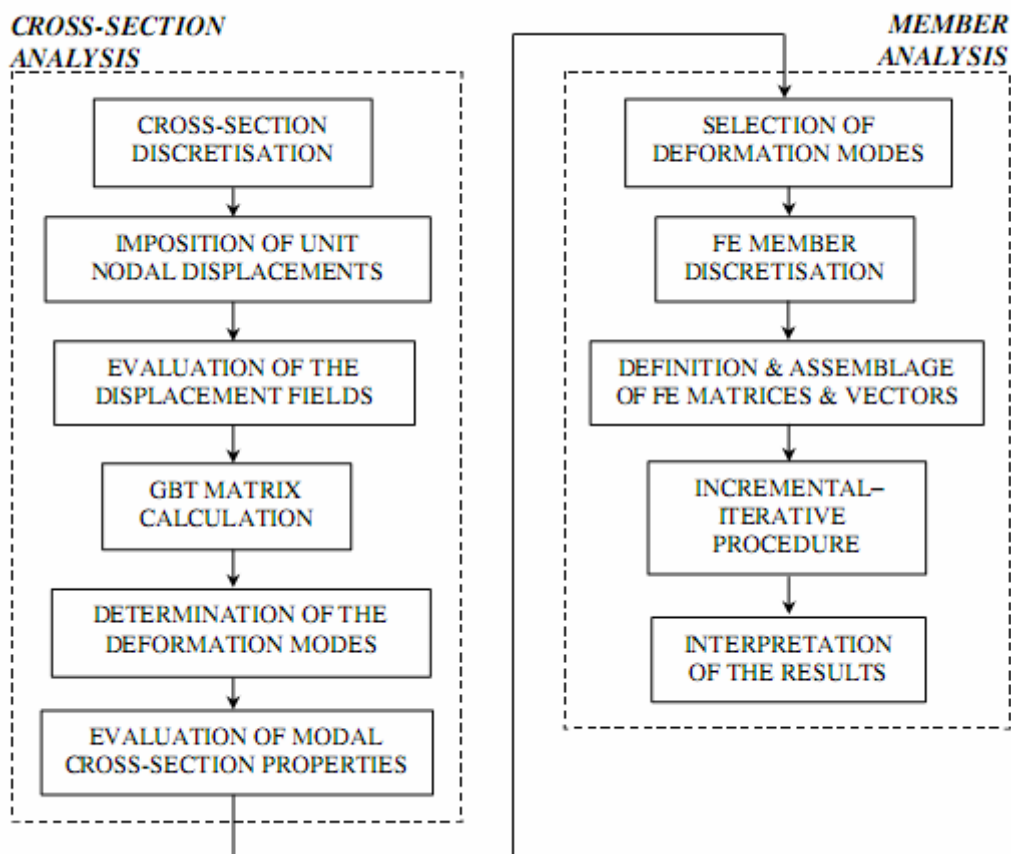 CROSS-SECTION
ANALYSIS
CROSS-SECTION
DISCRETISATION
IMPOSITION OF UNIT
NODAL DISPLACEMENTS
EVALUATION OF THE
DISPLACEMENT FIELDS
GBT MATRIX
CALCULATION
DETERMINATION OF THE
DEFORMATION MODES
EVALUATION OF MODAL
CROSS-SECTION PROPERTIES
MEMBER
ANALYSIS
SELECTION OF
DEFORMATION MODES
FE MEMBER
DISCRETISATION
DEFINITION & ASSEMBLAGE
OF FE MATRICES & VECTORS
INCREMENTAL–
ITERATIVE
PROCEDURE
INTERPRETATION
OF THE RESULTS